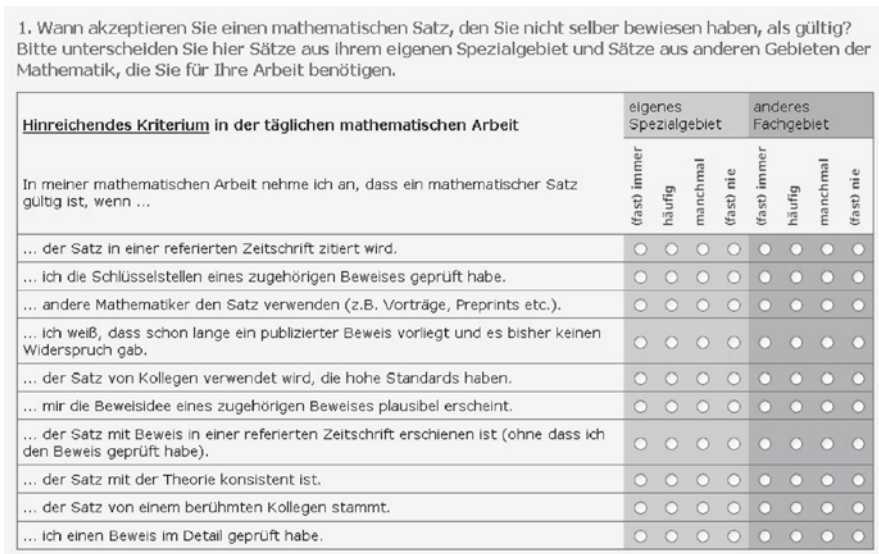 1. Wann akzeptieren Sie einen mathematischen Satz, den Sie nicht selber bewiesen haben, als gültig?
Bitte unterscheiden Sie hier Sätze aus ihrem eigenen Spezialgebiet und Sätze aus anderen Gebieten der
Mathematik, die Sie für Ihre Arbeit benötigen.
Hinreichendes Kriterium in der täglichen mathematischen Arbeit
eigenes
Spezialgebiet
anderes
Fachgebiet
In meiner mathematischen Arbeit nehme ich an, dass ein mathematischer Satz
gültig ist, wenn ...
(fast) immer
häufig
manchmal
(fast) nie
(fast) immer
häufig
manchmal
(fast) nie
... der Satz in einer referierten Zeitschrift zitiert wird.
... ich die Schlüsselstellen eines zugehörigen Beweises geprüft habe.
... andere Mathematiker den Satz verwenden (z.B. Vorträge, Preprints etc.).
... ich weiß, dass schon lange ein publizierter Beweis vorliegt und es bisher keinen
Widerspruch gab.
... der Satz von Kollegen verwendet wird, die hohe Standards haben.
... mir die Beweisidee eines zugehörigen Beweises plausibel erscheint.
... der Satz mit Beweis in einer referierten Zeitschrift erschienen ist (ohne dass ich
den Beweis geprüft habe).
... der Satz mit der Theorie konsistent ist.
... der Satz von einem berühmten Kollegen stammt.
... ich einen Beweis im Detail geprüft habe.